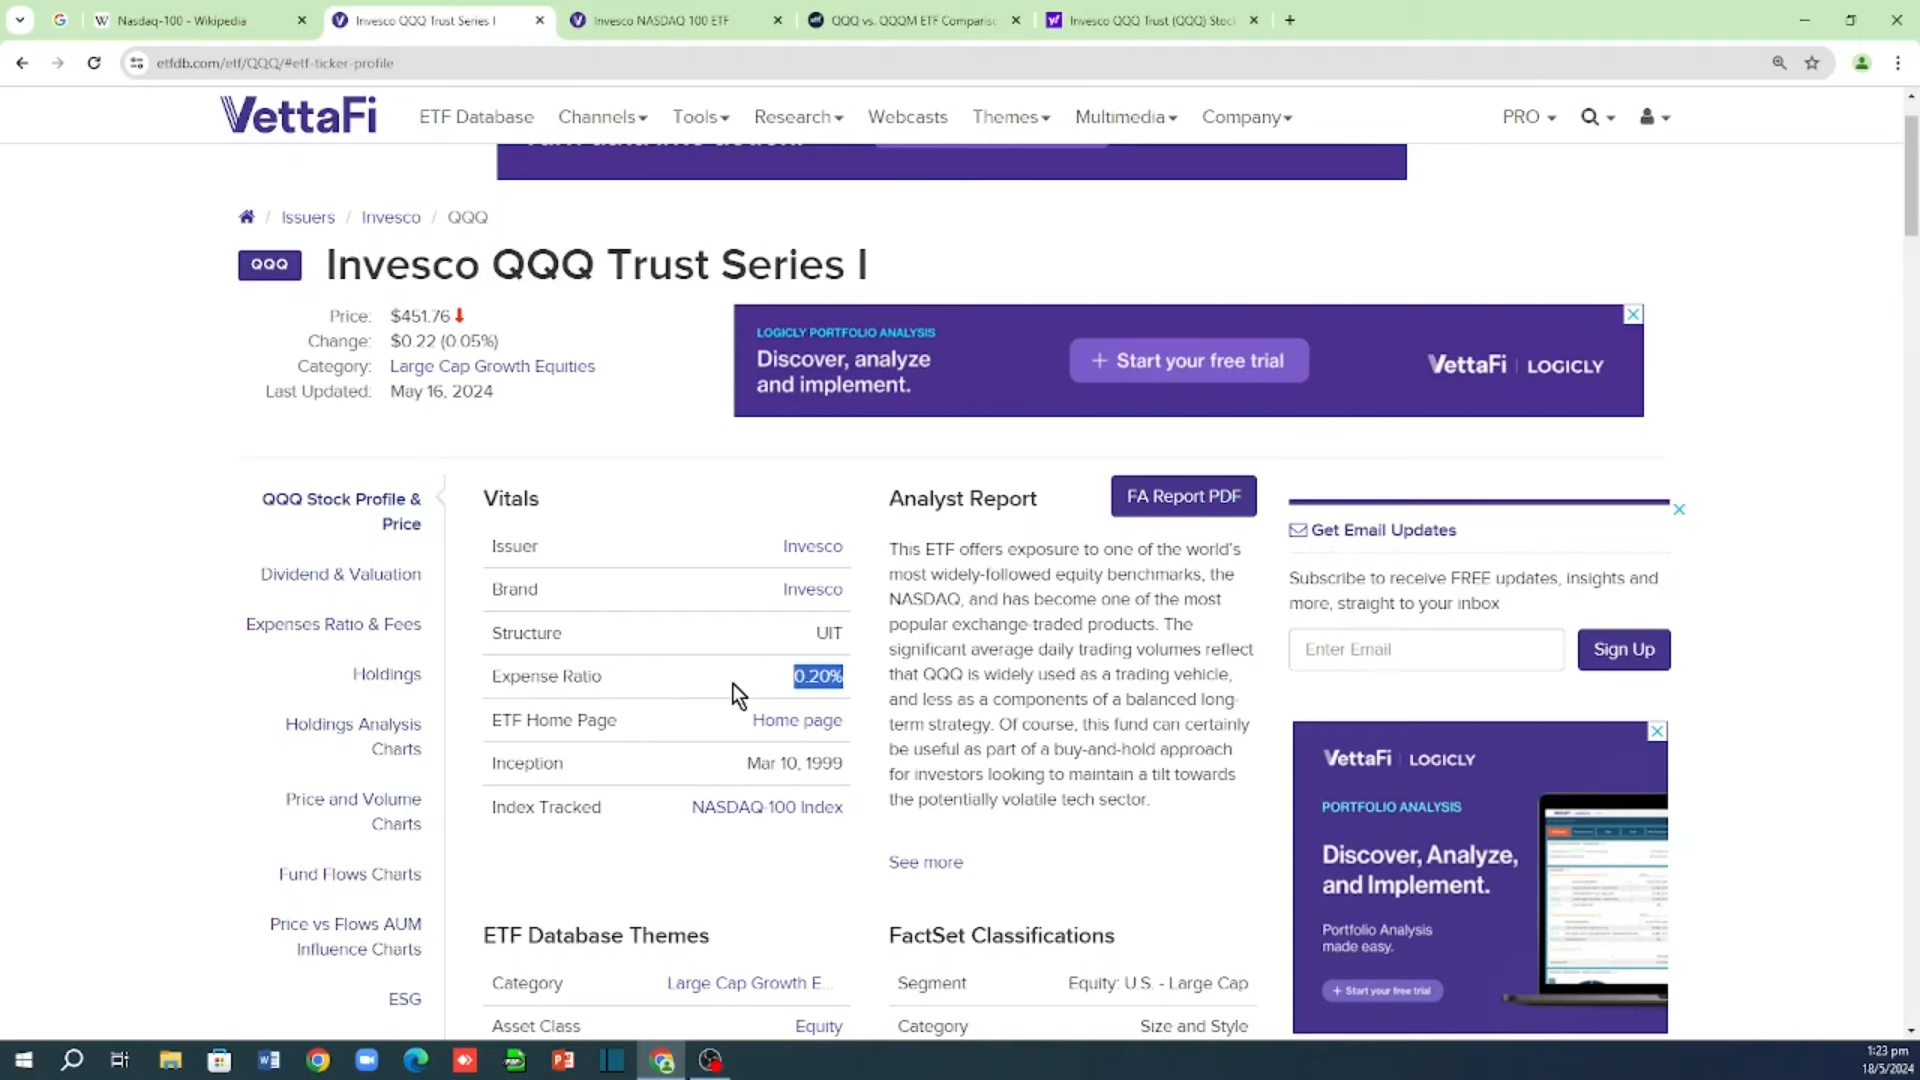 Nasdaq-100 - Wikipedia
Invesco QQQ Trust Series I
Invesco NASDAQ 100 ETF
QQQ vs. QQQM ETF Comparisc
Invesco QQQ Trust (QQQ) Stoc
etfdb.com/etf/QQQ/#etf-ticker-profile
VettaFi
ETF Database
Channels
Tools
Research
Webcasts
Themes
Multimedia
Company
PRO
/ Issuers / Invesco / QQQ
QQQ
Invesco QQQ Trust Series I
Price: $451.76
Change: $0.22 (0.05%)
Category: Large Cap Growth Equities
Last Updated: May 16, 2024
LOGICLY PORTFOLIO ANALYSIS
Discover, analyze
and implement.
+ Start your free trial
VettaFi | LOGICLY
QQQ Stock Profile &
Price
Dividend & Valuation
Expenses Ratio & Fees
Holdings
Holdings Analysis
Charts
Price and Volume
Charts
Fund Flows Charts
Price vs Flows AUM
Influence Charts
ESG
Vitals
Issuer Invesco
Brand Invesco
Structure UIT
Expense Ratio 0.20%
ETF Home Page Home page
Inception Mar 10, 1999
Index Tracked NASDAQ-100 Index
ETF Database Themes
Category Large Cap Growth E...
Asset Class Equity
Analyst Report
FA Report PDF
This ETF offers exposure to one of the world's
most widely-followed equity benchmarks, the
NASDAQ, and has become one of the most
popular exchange-traded products. The
significant average daily trading volumes reflect
that QQQ is widely used as a trading vehicle,
and less as a components of a balanced long-
term strategy. Of course, this fund can certainly
be useful as part of a buy-and-hold approach
for investors looking to maintain a tilt towards
the potentially volatile tech sector.
See more
FactSet Classifications
Segment Equity: U.S. - Large Cap
Category Size and Style
Get Email Updates
Subscribe to receive FREE updates, insights and
more, straight to your inbox
Enter Email
Sign Up
VettaFi | LOGICLY
PORTFOLIO ANALYSIS
Discover, Analyze,
and Implement.
Portfolio Analysis
made easy.
+ Start your free trial
1:23 pm
18/5/2024